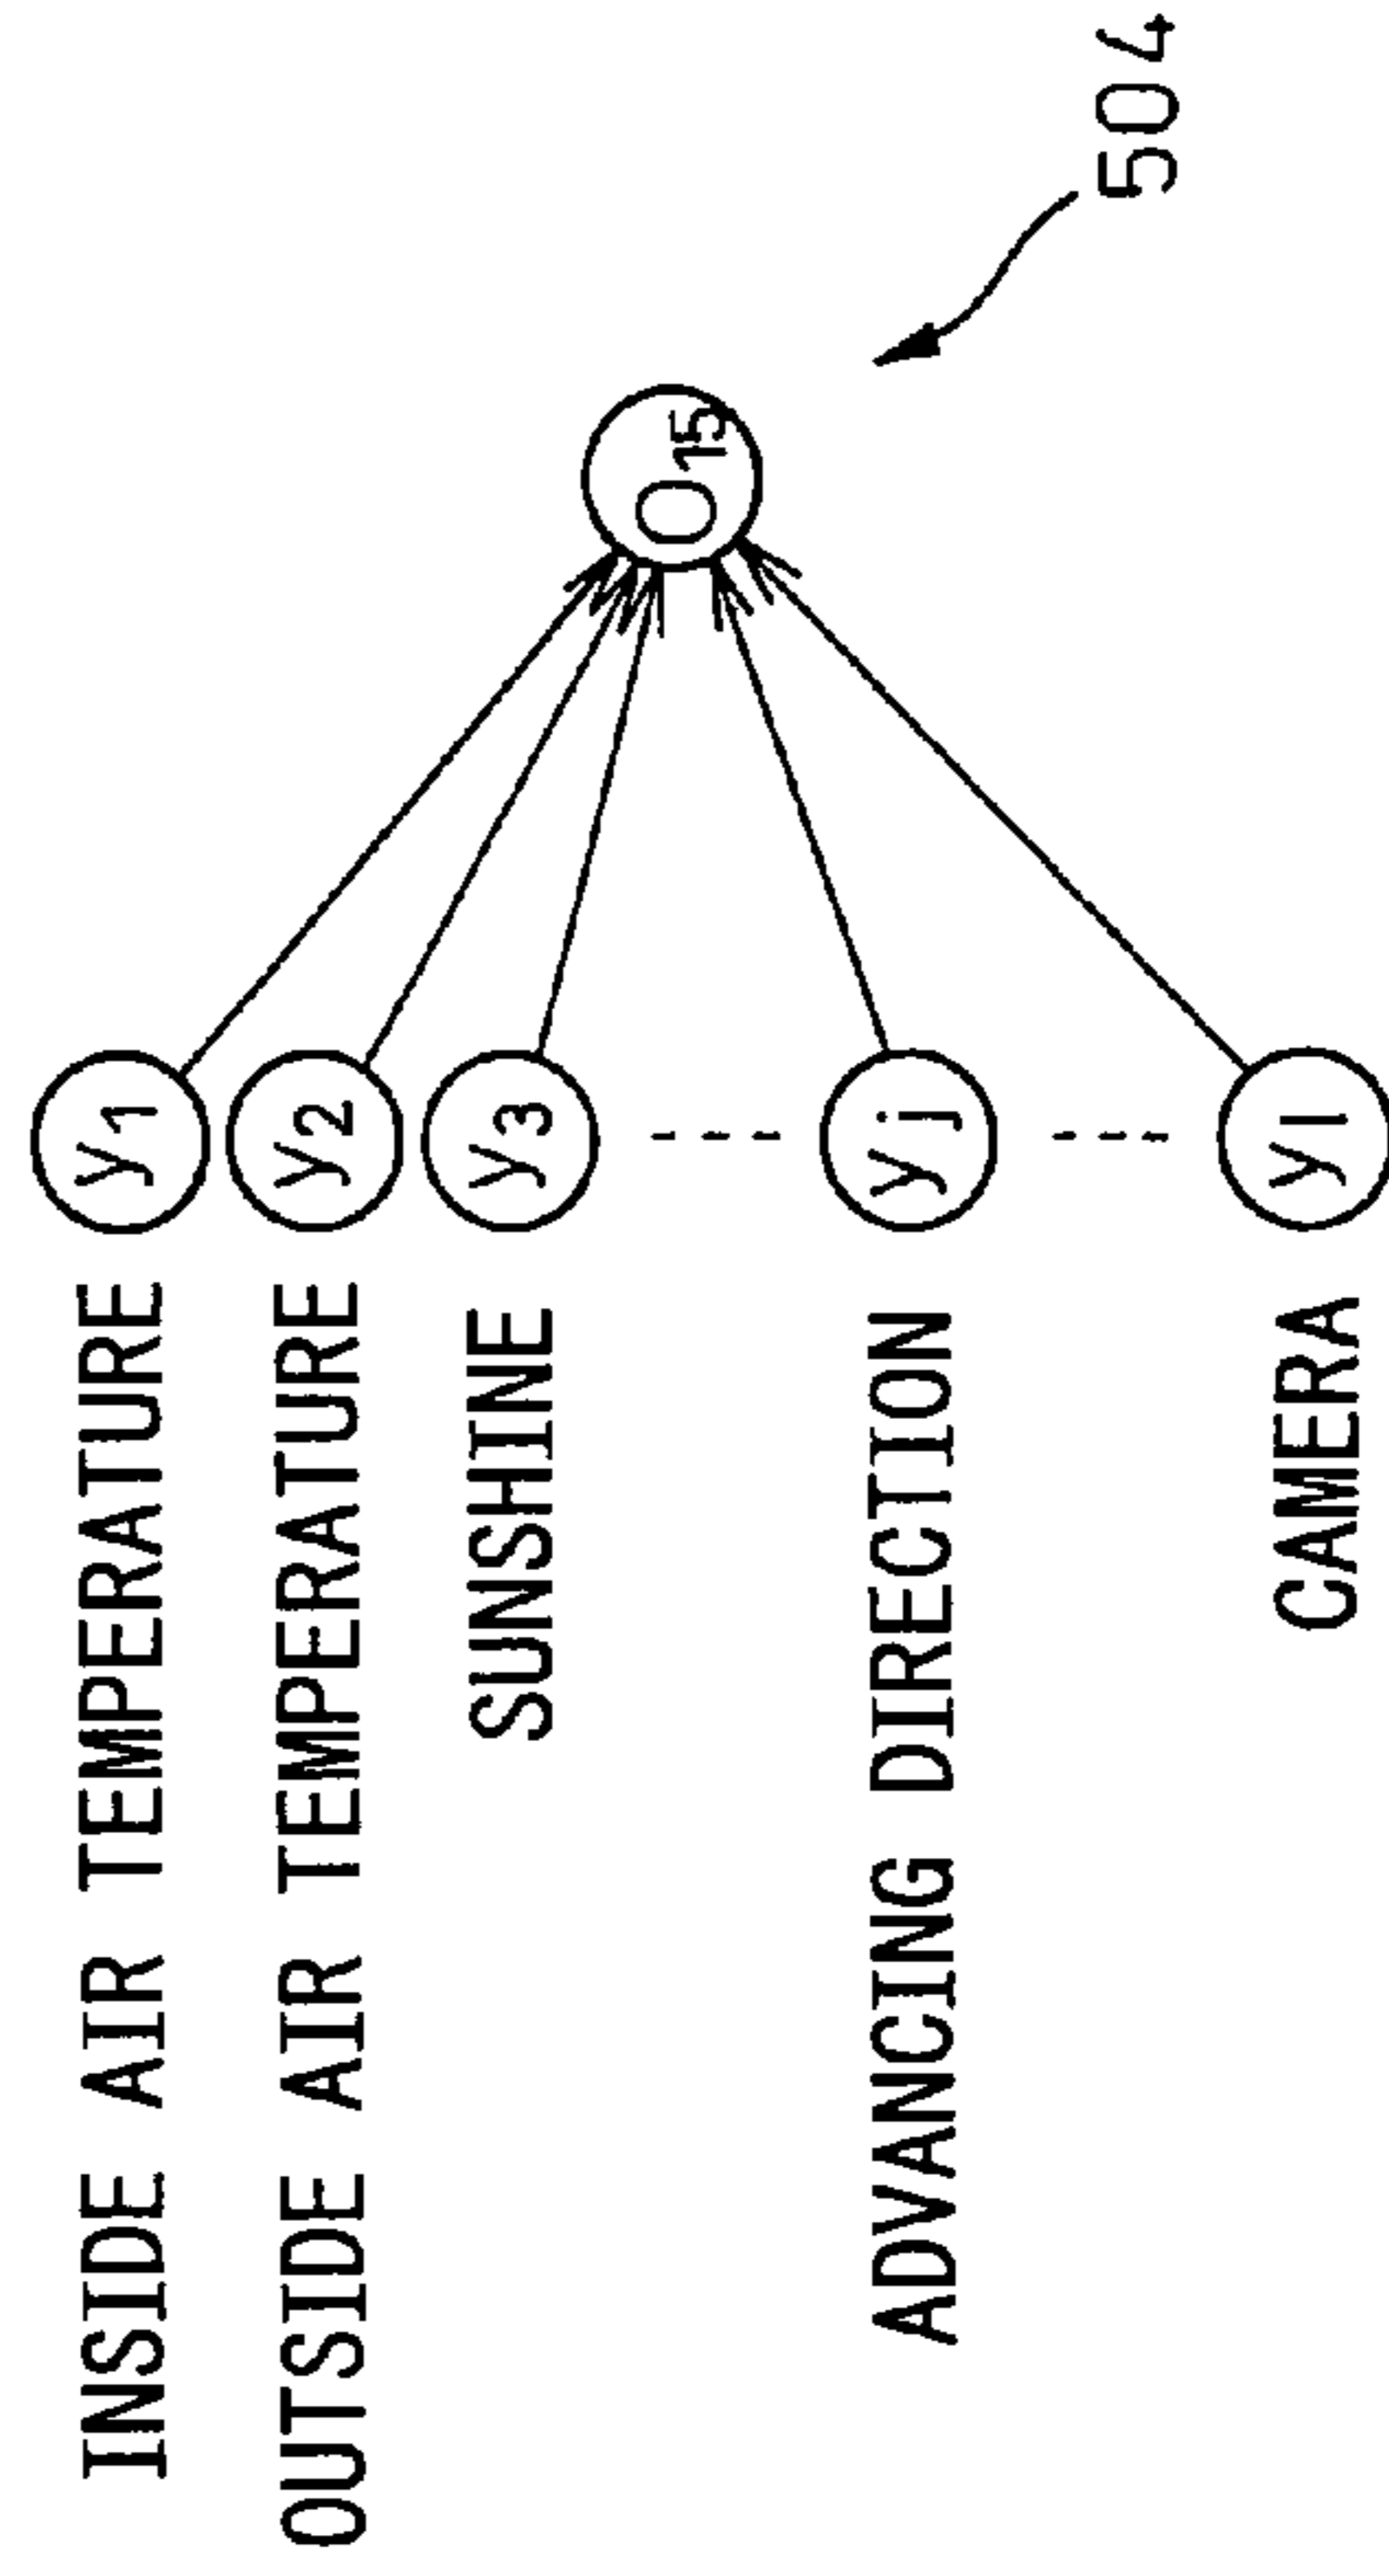 INSIDE AIR TEMPERATURE y1
OUTSIDE AIR TEMPERATURE y2
SUNSHINE y3
O15
ADVANCING DIRECTION yj
CAMERA yl
504